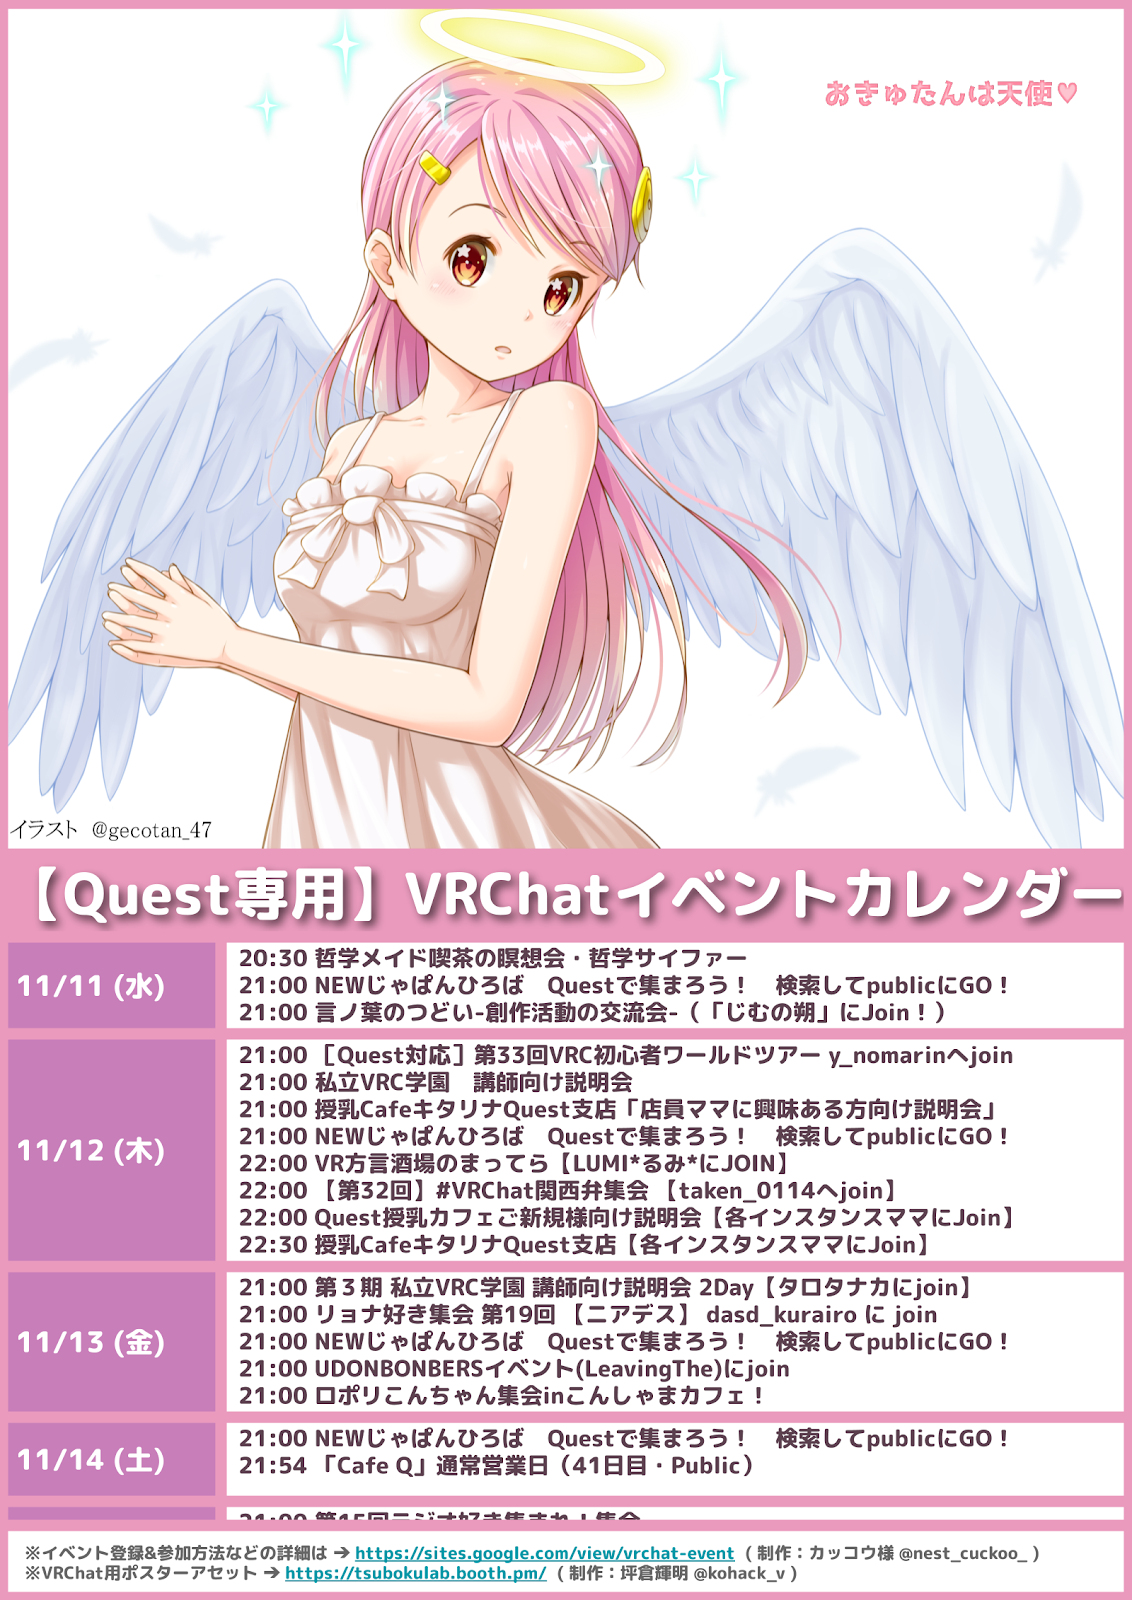 おきゅたんは天使♥
イラスト @gecotan_47
【Quest専用】VRChatイベントカレンダー
11/11 (水)
20:30 哲学メイド喫茶の瞑想会・哲学サイファー
21:00 NEWじゃぱんひろば　Questで集まろう！　検索してpublicにGO！
21:00 言ノ葉のつどい-創作活動の交流会-（「じむの朔」にJoin！）
11/12 (木)
21:00 ［Quest対応］第33回VRC初心者ワールドツアー y_nomarinへjoin
21:00 私立VRC学園　講師向け説明会
21:00 授乳CafeキタリナQuest支店「店員ママに興味ある方向け説明会」
21:00 NEWじゃぱんひろば　Questで集まろう！　検索してpublicにGO！
22:00 VR方言酒場のまってら【LUMI*るみ*にJOIN】
22:00 【第32回】#VRChat関西弁集会 【taken_0114へjoin】
22:00 Quest授乳カフェご新規様向け説明会【各インスタンスママにJoin】
22:30 授乳CafeキタリナQuest支店【各インスタンスママにJoin】
11/13 (金)
21:00 第３期 私立VRC学園 講師向け説明会 2Day【タロタナカにjoin】
21:00 リョナ好き集会 第19回 【ニアデス】 dasd_kurairo に join
21:00 NEWじゃぱんひろば　Questで集まろう！　検索してpublicにGO！
21:00 UDONBONBERSイベント(LeavingThe)にjoin
21:00 ロポリこんちゃん集会inこんしゃまカフェ！
11/14 (土)
21:00 NEWじゃぱんひろば　Questで集まろう！　検索してpublicにGO！
21:54 「Cafe Q」通常営業日（41日目・Public）
21:00 第15回ラジオ好き集まれ！集会
※イベント登録&参加方法などの詳細は ➔ https://sites.google.com/view/vrchat-event ( 制作：カッコウ様 @nest_cuckoo_ )
※VRChat用ポスターアセット ➔ https://tsubokulab.booth.pm/ ( 制作：坪倉輝明 @kohack_v )